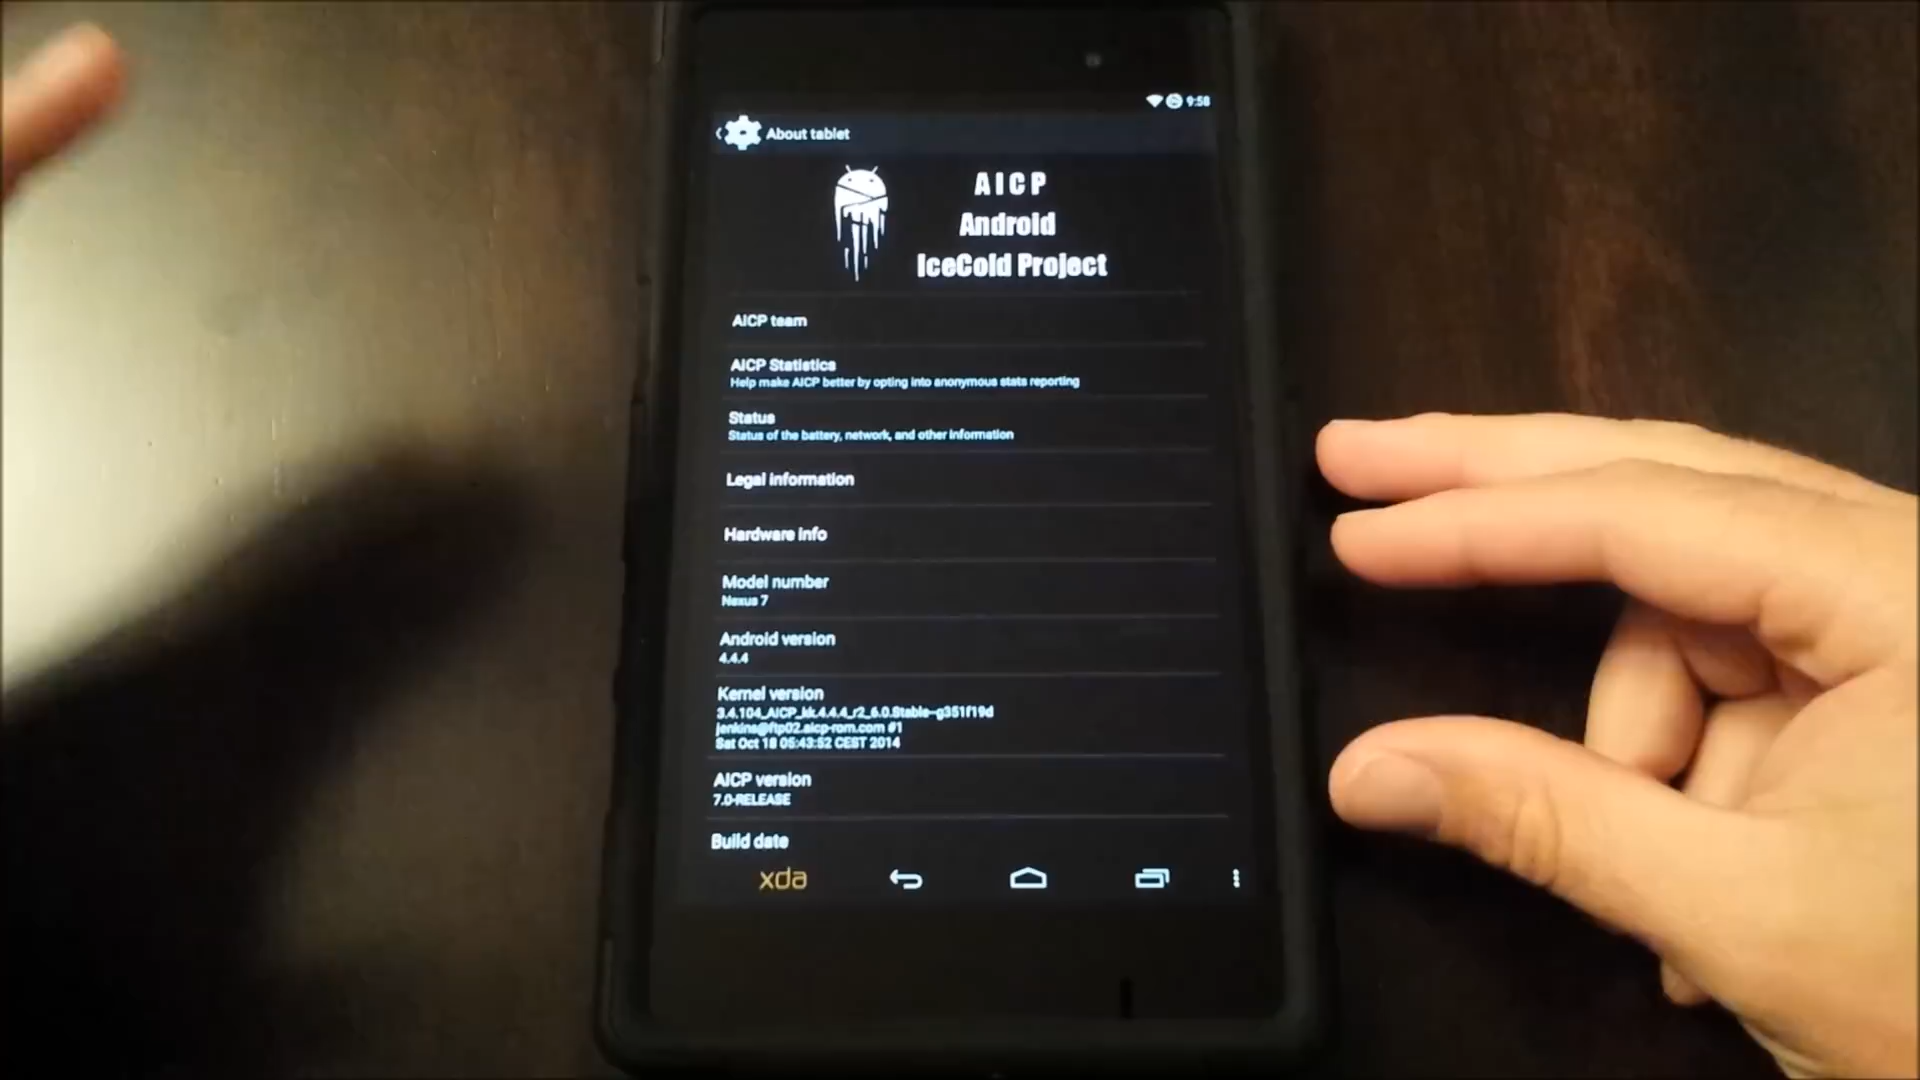 9:58
About tablet
AICP
Android
IceCold Project
AICP team
AICP Statistics
Help make AICP better by opting into anonymous stats reporting
Status
Status of the battery, network, and other information
Legal information
Hardware info
Model number
Nexus 7
Android version
4.4.4
Kernel version
3.4.104_AICP_kk.4.4.4_r2_6.0.Stable-g351f19d
jenkins@ftp02.aicp-rom.com #1
Sat Oct 18 05:43:52 CEST 2014
AICP version
7.0-RELEASE
Build date
xda